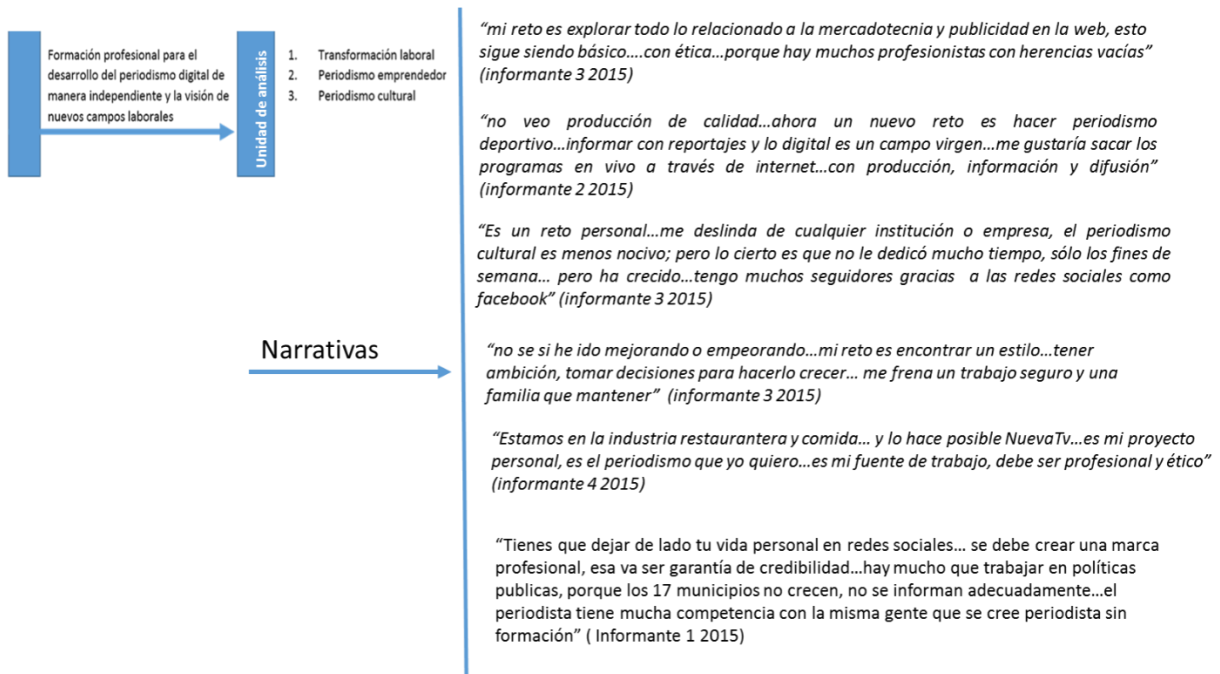 Formación profesional para el
desarrollo del periodismo digital de
manera independiente y la visión de
nuevos campos laborales
Unidad de análisis
1. Transformación laboral
2. Periodismo emprendedor
3. Periodismo cultural
Narrativas
“mi reto es explorar todo lo relacionado a la mercadotecnia y publicidad en la web, esto
sigue siendo básico....con ética...porque hay muchos profesionistas con herencias vacías”
(informante 3 2015)
“no veo producción de calidad...ahora un nuevo reto es hacer periodismo
deportivo...informar con reportajes y lo digital es un campo virgen...me gustaría sacar los
programas en vivo a través de internet...con producción, información y difusión”
(informante 2 2015)
“Es un reto personal...me deslinda de cualquier institución o empresa, el periodismo
cultural es menos nocivo; pero lo cierto es que no le dedicó mucho tiempo, sólo los fines de
semana... pero ha crecido...tengo muchos seguidores gracias a las redes sociales como
facebook” (informante 3 2015)
“no se si he ido mejorando o empeorando...mi reto es encontrar un estilo...tener
ambición, tomar decisiones para hacerlo crecer... me frena un trabajo seguro y una
familia que mantener” (informante 3 2015)
“Estamos en la industria restaurantera y comida... y lo hace posible NuevaTv...es mi proyecto
personal, es el periodismo que yo quiero...es mi fuente de trabajo, debe ser profesional y ético”
(informante 4 2015)
“Tienes que dejar de lado tu vida personal en redes sociales... se debe crear una marca
profesional, esa va ser garantía de credibilidad...hay mucho que trabajar en políticas
publicas, porque los 17 municipios no crecen, no se informan adecuadamente...el
periodista tiene mucha competencia con la misma gente que se cree periodista sin
formación” ( Informante 1 2015)